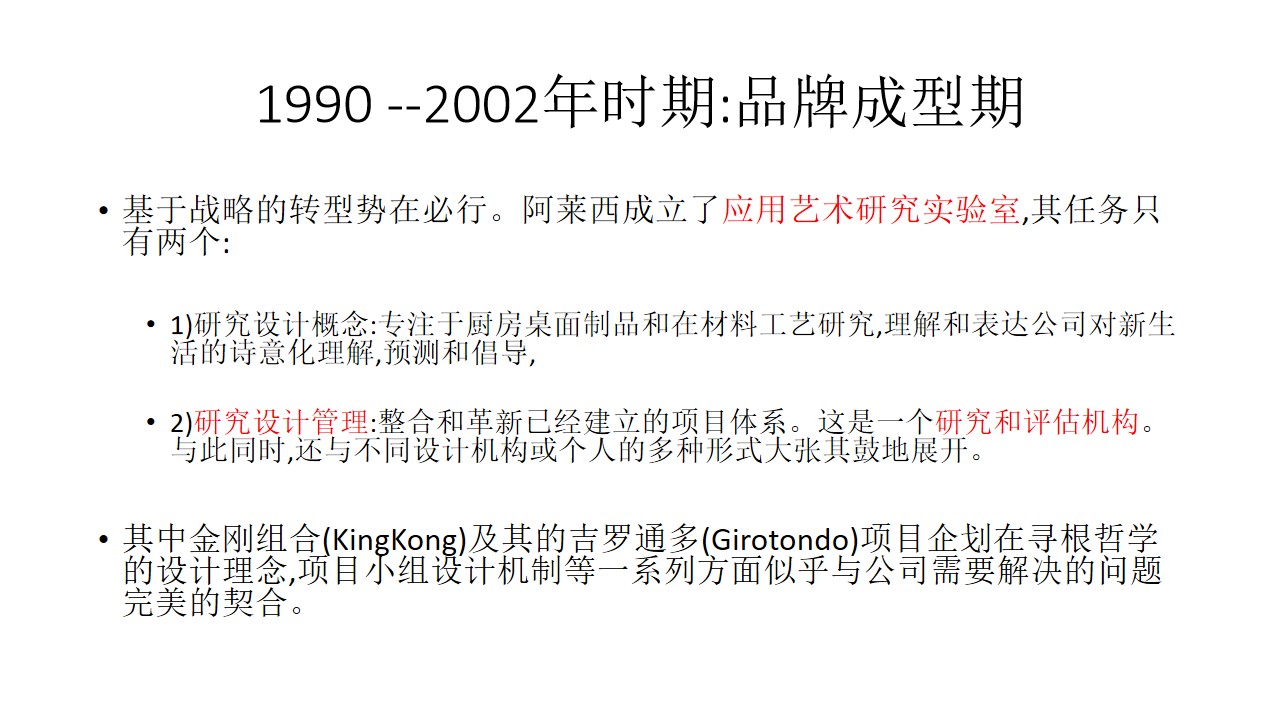 1990 --2002年时期:品牌成型期
• 基于战略的转型势在必行。阿莱西成立了应用艺术研究实验室,其任务只
有两个:
• 1)研究设计概念:专注于厨房桌面制品和在材料工艺研究,理解和表达公司对新生
活的诗意化理解,预测和倡导,
• 2)研究设计管理:整合和革新已经建立的项目体系。这是一个研究和评估机构。
与此同时,还与不同设计机构或个人的多种形式大张其鼓地展开。
• 其中金刚组合(KingKong)及其的吉罗通多(Girotondo)项目企划在寻根哲学
的设计理念,项目小组设计机制等一系列方面似乎与公司需要解决的问题
完美的契合。